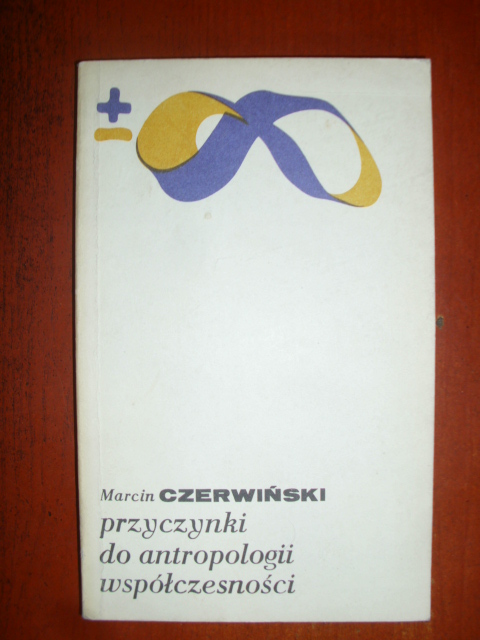 ±
Marcin CZERWIŃSKI
przyczynki
do antropologii
współczesności